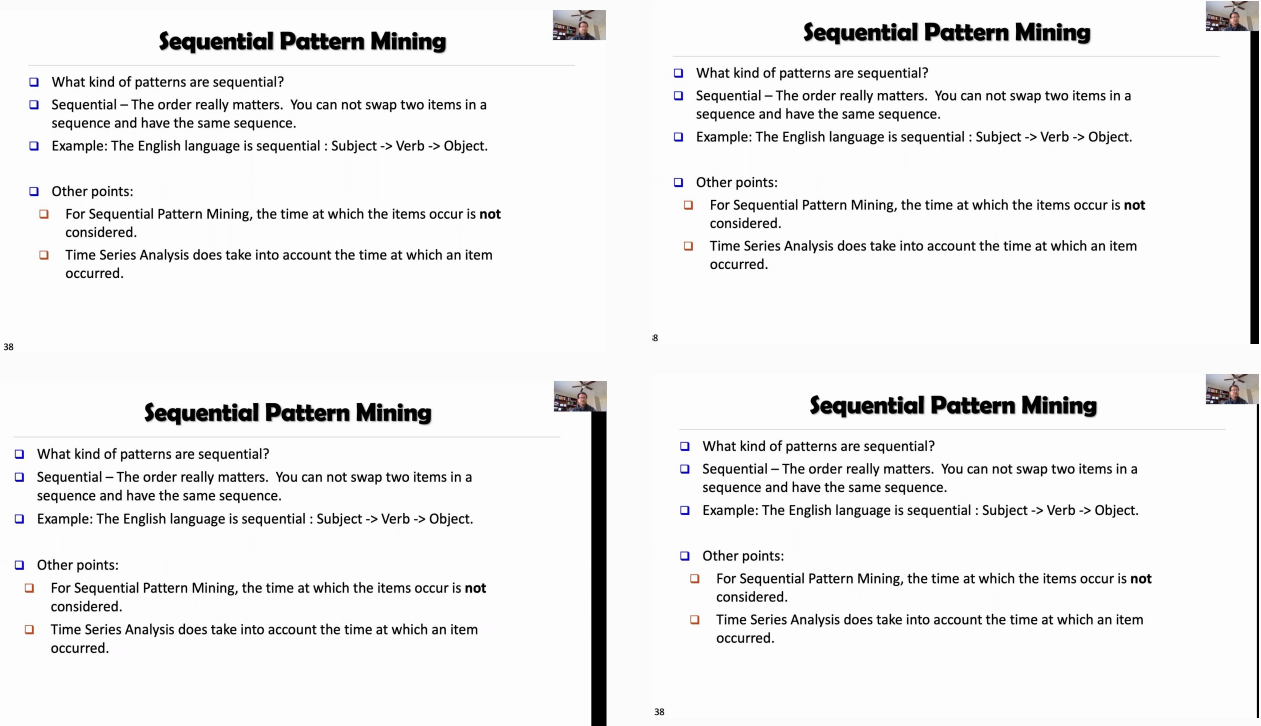 Sequential Pattern Mining
What kind of patterns are sequential?
Sequential – The order really matters.  You can not swap two items in a
sequence and have the same sequence.
Example: The English language is sequential : Subject -> Verb -> Object.
Other points:
For Sequential Pattern Mining, the time at which the items occur is not
considered.
Time Series Analysis does take into account the time at which an item
occurred.
38
Sequential Pattern Mining
What kind of patterns are sequential?
Sequential – The order really matters.  You can not swap two items in a
sequence and have the same sequence.
Example: The English language is sequential : Subject -> Verb -> Object.
Other points:
For Sequential Pattern Mining, the time at which the items occur is not
considered.
Time Series Analysis does take into account the time at which an item
occurred.
8
Sequential Pattern Mining
What kind of patterns are sequential?
Sequential – The order really matters.  You can not swap two items in a
sequence and have the same sequence.
Example: The English language is sequential : Subject -> Verb -> Object.
Other points:
For Sequential Pattern Mining, the time at which the items occur is not
considered.
Time Series Analysis does take into account the time at which an item
occurred.
Sequential Pattern Mining
What kind of patterns are sequential?
Sequential – The order really matters.  You can not swap two items in a
sequence and have the same sequence.
Example: The English language is sequential : Subject -> Verb -> Object.
Other points:
For Sequential Pattern Mining, the time at which the items occur is not
considered.
Time Series Analysis does take into account the time at which an item
occurred.
38